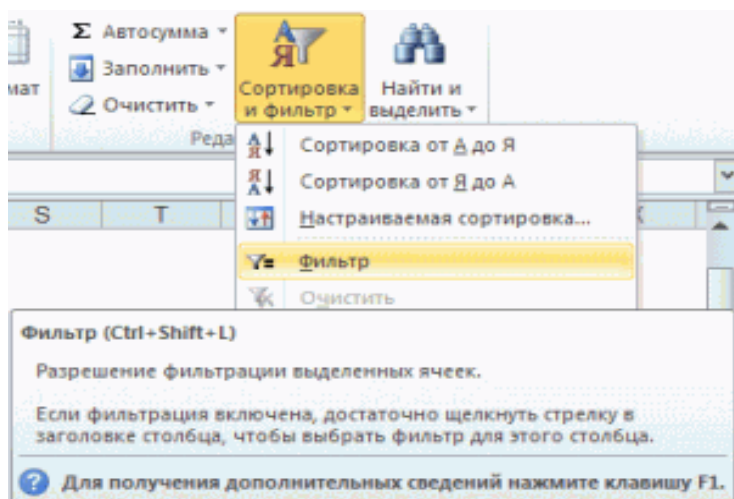 Σ Автосумма
Заполнить
Очистить
Сортировка
и фильтр
Найти и
выделить
мат
Реда
Сортировка от А до Я
Сортировка от Я до А
Настраиваемая сортировка...
Фильтр
Очистить
S T
Фильтр (Ctrl+Shift+L)
Разрешение фильтрации выделенных ячеек.
Если фильтрация включена, достаточно щелкнуть стрелку в
заголовке столбца, чтобы выбрать фильтр для этого столбца.
Для получения дополнительных сведений нажмите клавишу F1.